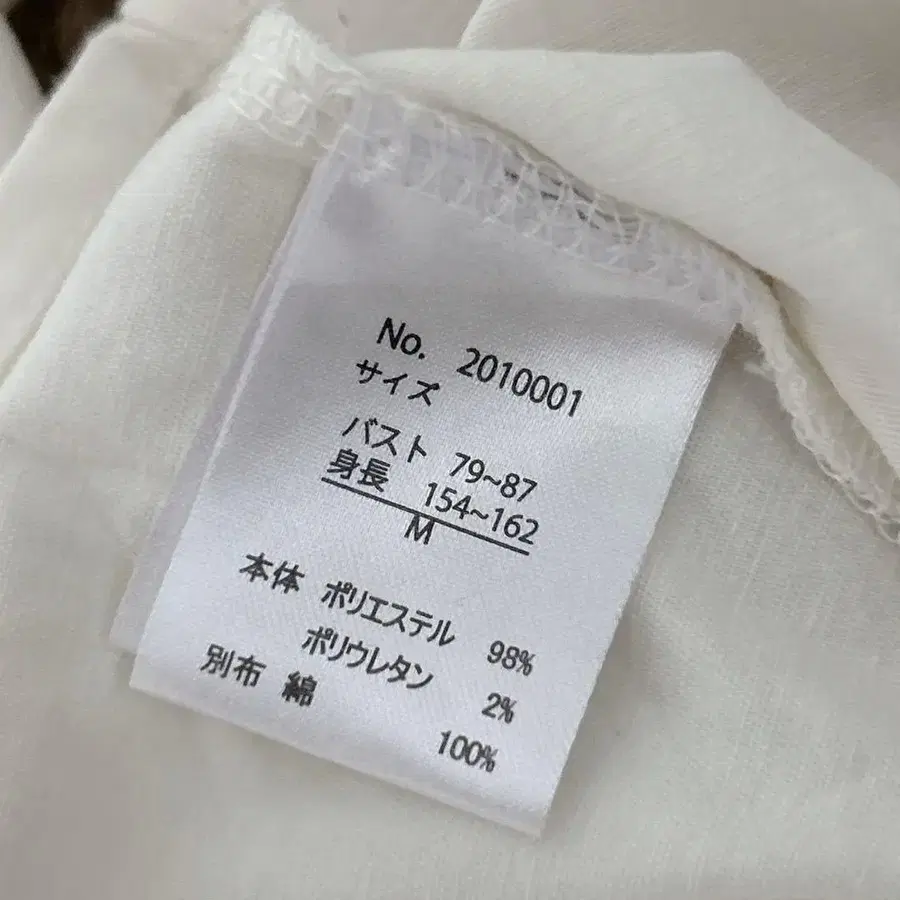 No. 2010001
サイズ
バスト 79~87
身長 154~162
M
本体 ポリエステル 98%
ポリウレタン 2%
別布 綿 100%